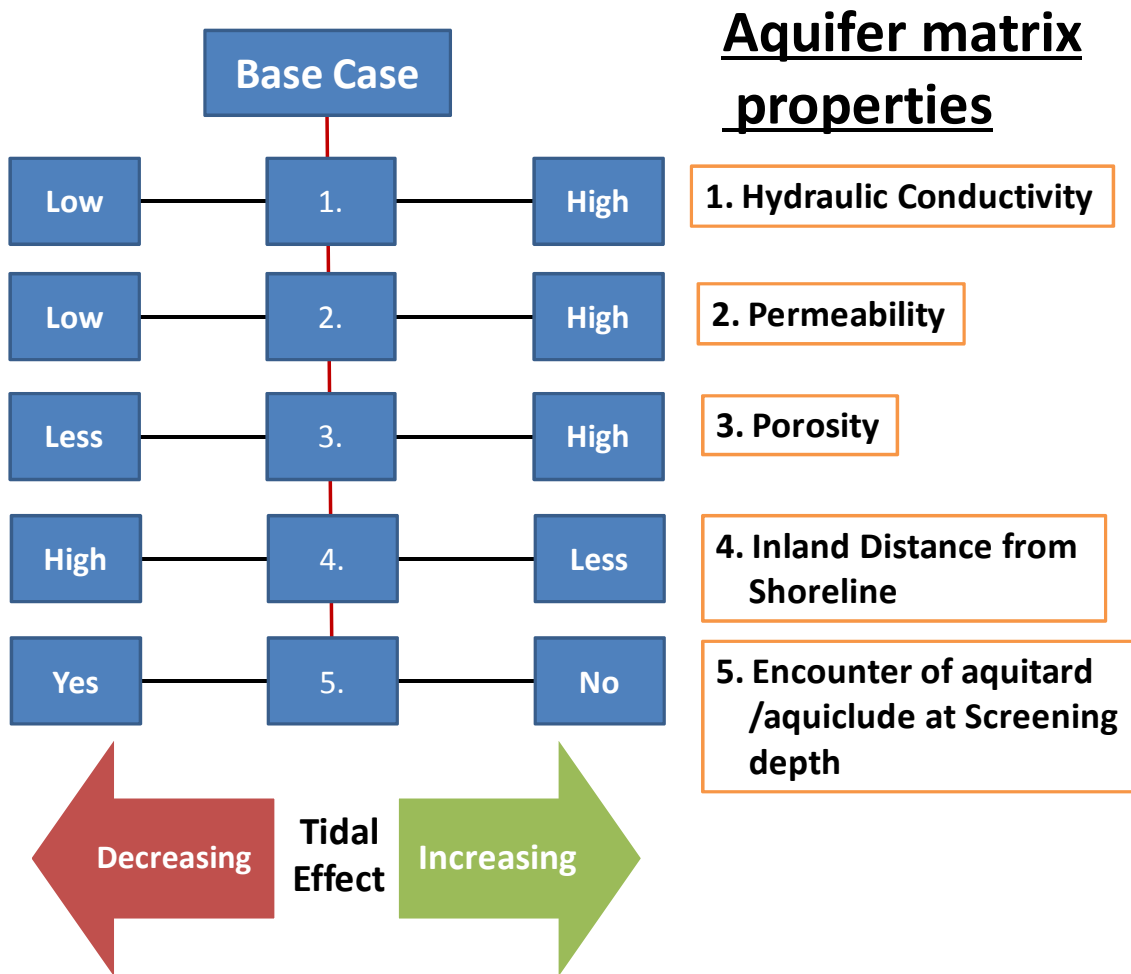 Aquifer matrix
properties
Base Case
Low
1.
High
1. Hydraulic Conductivity
Low
2.
High
2. Permeability
Less
3.
High
3. Porosity
High
4.
Less
4. Inland Distance from
Shoreline
Yes
5.
No
5. Encounter of aquitard
/aquiclude at Screening
depth
Decreasing
Tidal
Effect
Increasing